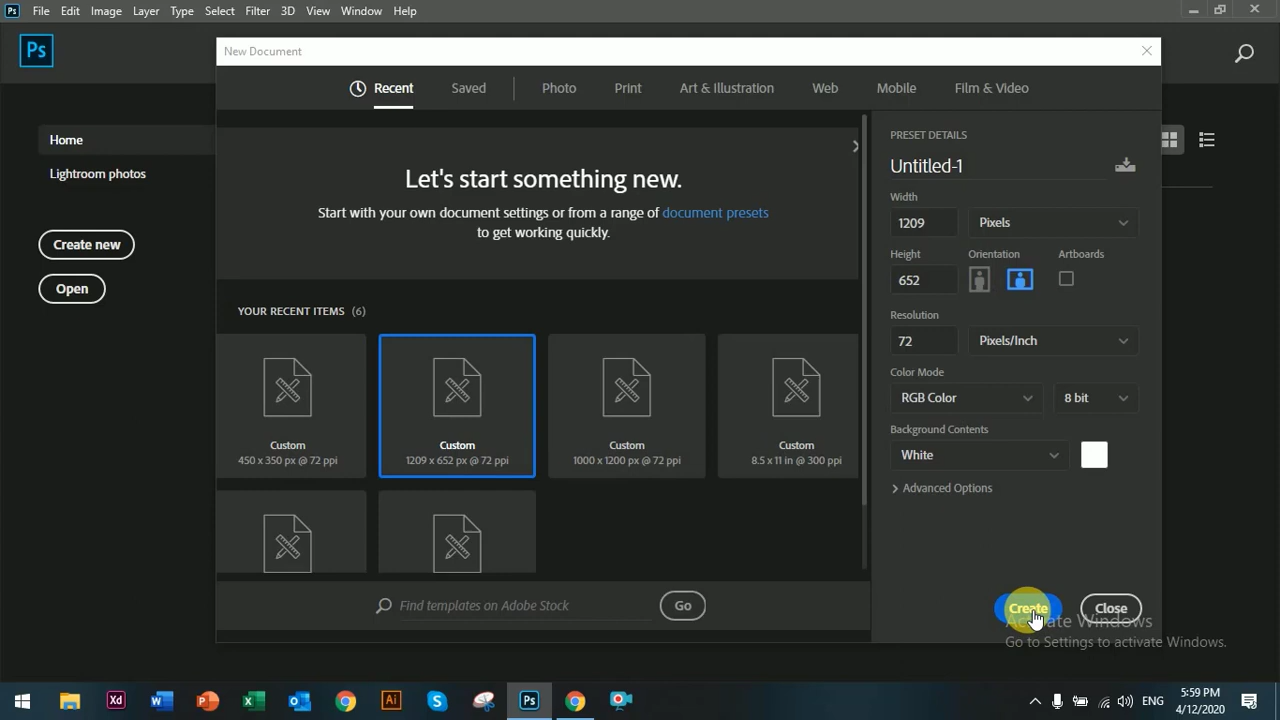 Ps File Edit Image Layer Type Select Filter 3D View Window Help
Ps
New Document
Recent Saved Photo Print Art & Illustration Web Mobile Film & Video
Home
Lightroom photos
Create new
Open
Let's start something new.
Start with your own document settings or from a range of document presets
to get working quickly.
YOUR RECENT ITEMS (6)
Custom
450 x 350 px @ 72 ppi
Custom
1209 x 652 px @ 72 ppi
Custom
1000 x 1200 px @ 72 ppi
Custom
8.5 x 11 in @ 300 ppi
Find templates on Adobe Stock Go
PRESET DETAILS
Untitled-1
Width
1209 Pixels
Height Orientation Artboards
652
Resolution
72 Pixels/Inch
Color Mode
RGB Color 8 bit
Background Contents
White
Advanced Options
Create Close
Activate Windows
Go to Settings to activate Windows.
Xd W P X Ai S Ps ENG 5:59 PM
4/12/2020